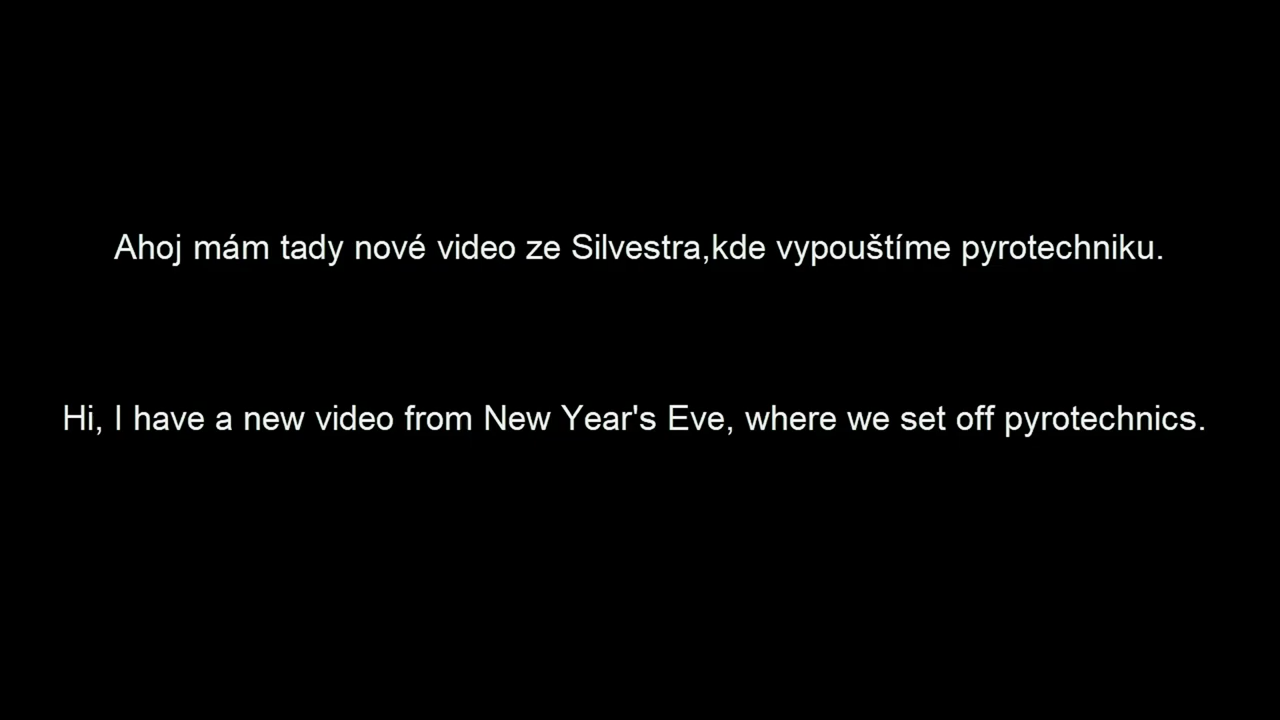 Ahoj mám tady nové video ze Silvestra,kde vypouštíme pyrotechniku.
Hi, I have a new video from New Year's Eve, where we set off pyrotechnics.